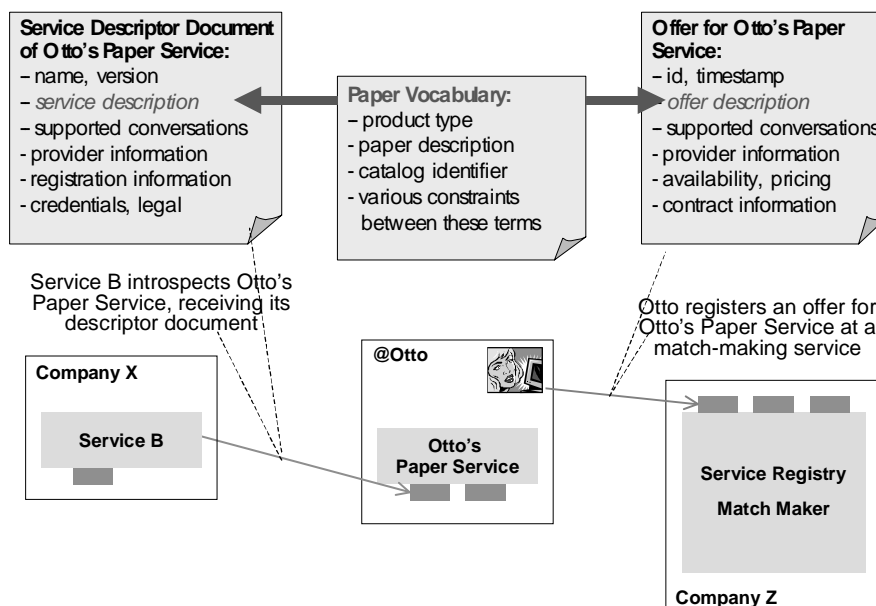 Service Descriptor Document
of Otto's Paper Service:
– name, version
– service description
– supported conversations
- provider information
- registration information
- credentials, legal
Paper Vocabulary:
– product type
- paper description
- catalog identifier
- various constraints
between these terms
Offer for Otto's Paper
Service:
– id, timestamp
- offer description
– supported conversations
- provider information
- availability, pricing
- contract information
Service B introspects Otto's
Paper Service, receiving its
descriptor document
Otto registers an offer for
Otto's Paper Service at a
match-making service
Company X
Service B
@Otto
Otto's
Paper Service
Service Registry
Match Maker
Company Z